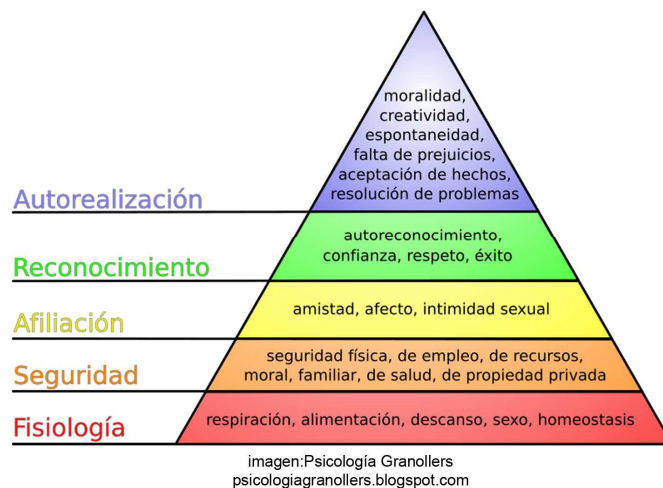 moralidad,
creatividad,
espontaneidad,
falta de prejuicios,
aceptación de hechos,
resolución de problemas
Autorealización
autoreconocimiento,
confianza, respeto, éxito
Reconocimiento
amistad, afecto, intimidad sexual
Afiliación
seguridad física, de empleo, de recursos,
moral, familiar, de salud, de propiedad privada
Seguridad
respiración, alimentación, descanso, sexo, homeostasis
Fisiología
imagen:Psicología Granollers
psicologiagranollers.blogspot.com